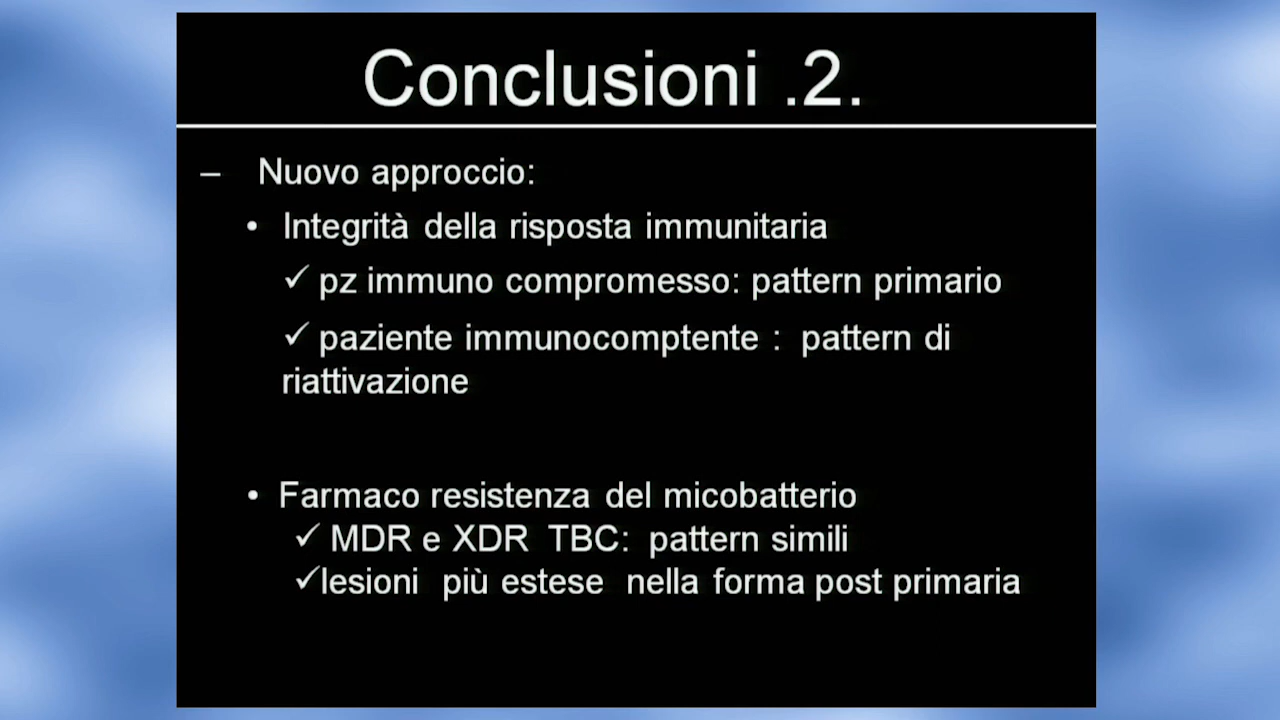 Conclusioni .2.
– Nuovo approccio:
• Integrità della risposta immunitaria
✓ pz immuno compromesso: pattern primario
✓ paziente immunocomptente : pattern di
riattivazione
• Farmaco resistenza del micobatterio
✓ MDR e XDR TBC: pattern simili
✓lesioni più estese nella forma post primaria